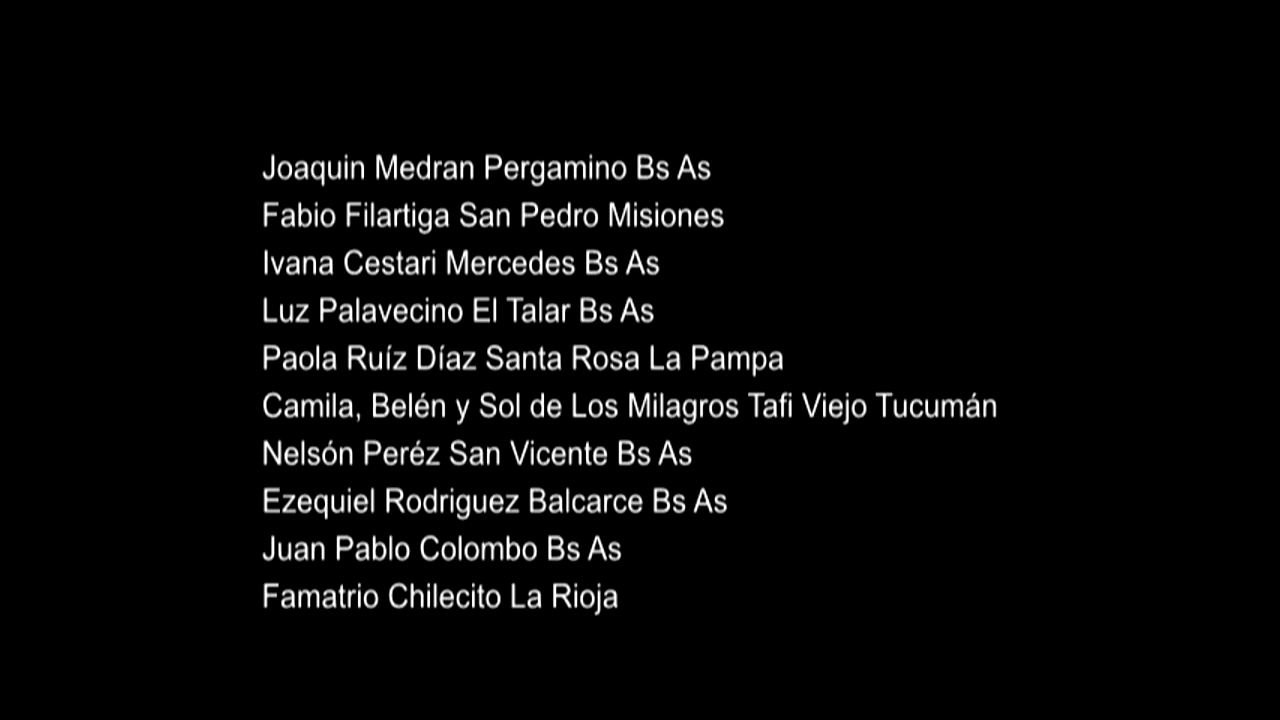 Joaquin Medran Pergamino Bs As
Fabio Filartiga San Pedro Misiones
Ivana Cestari Mercedes Bs As
Luz Palavecino El Talar Bs As
Paola Ruíz Díaz Santa Rosa La Pampa
Camila, Belén y Sol de Los Milagros Tafi Viejo Tucumán
Nelsón Peréz San Vicente Bs As
Ezequiel Rodriguez Balcarce Bs As
Juan Pablo Colombo Bs As
Famatrio Chilecito La Rioja